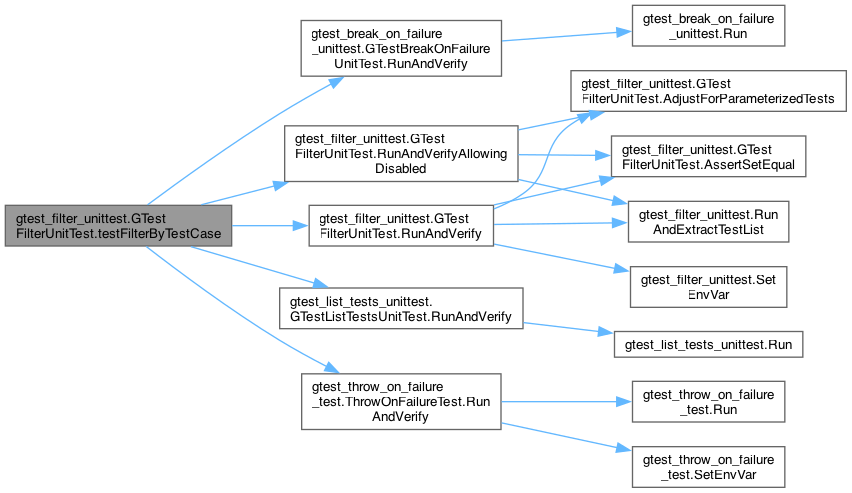 gtest_filter_unittest.GTest
FilterUnitTest.testFilterByTestCase
gtest_break_on_failure
_unittest.GTestBreakOnFailure
UnitTest.RunAndVerify
gtest_break_on_failure
_unittest.Run
gtest_filter_unittest.GTest
FilterUnitTest.RunAndVerifyAllowing
Disabled
gtest_filter_unittest.GTest
FilterUnitTest.AdjustForParameterizedTests
gtest_filter_unittest.GTest
FilterUnitTest.AssertSetEqual
gtest_filter_unittest.Run
AndExtractTestList
gtest_filter_unittest.GTest
FilterUnitTest.RunAndVerify
gtest_filter_unittest.Set
EnvVar
gtest_list_tests_unittest.
GTestListTestsUnitTest.RunAndVerify
gtest_list_tests_unittest.Run
gtest_throw_on_failure
_test.ThrowOnFailureTest.Run
AndVerify
gtest_throw_on_failure
_test.Run
gtest_throw_on_failure
_test.SetEnvVar